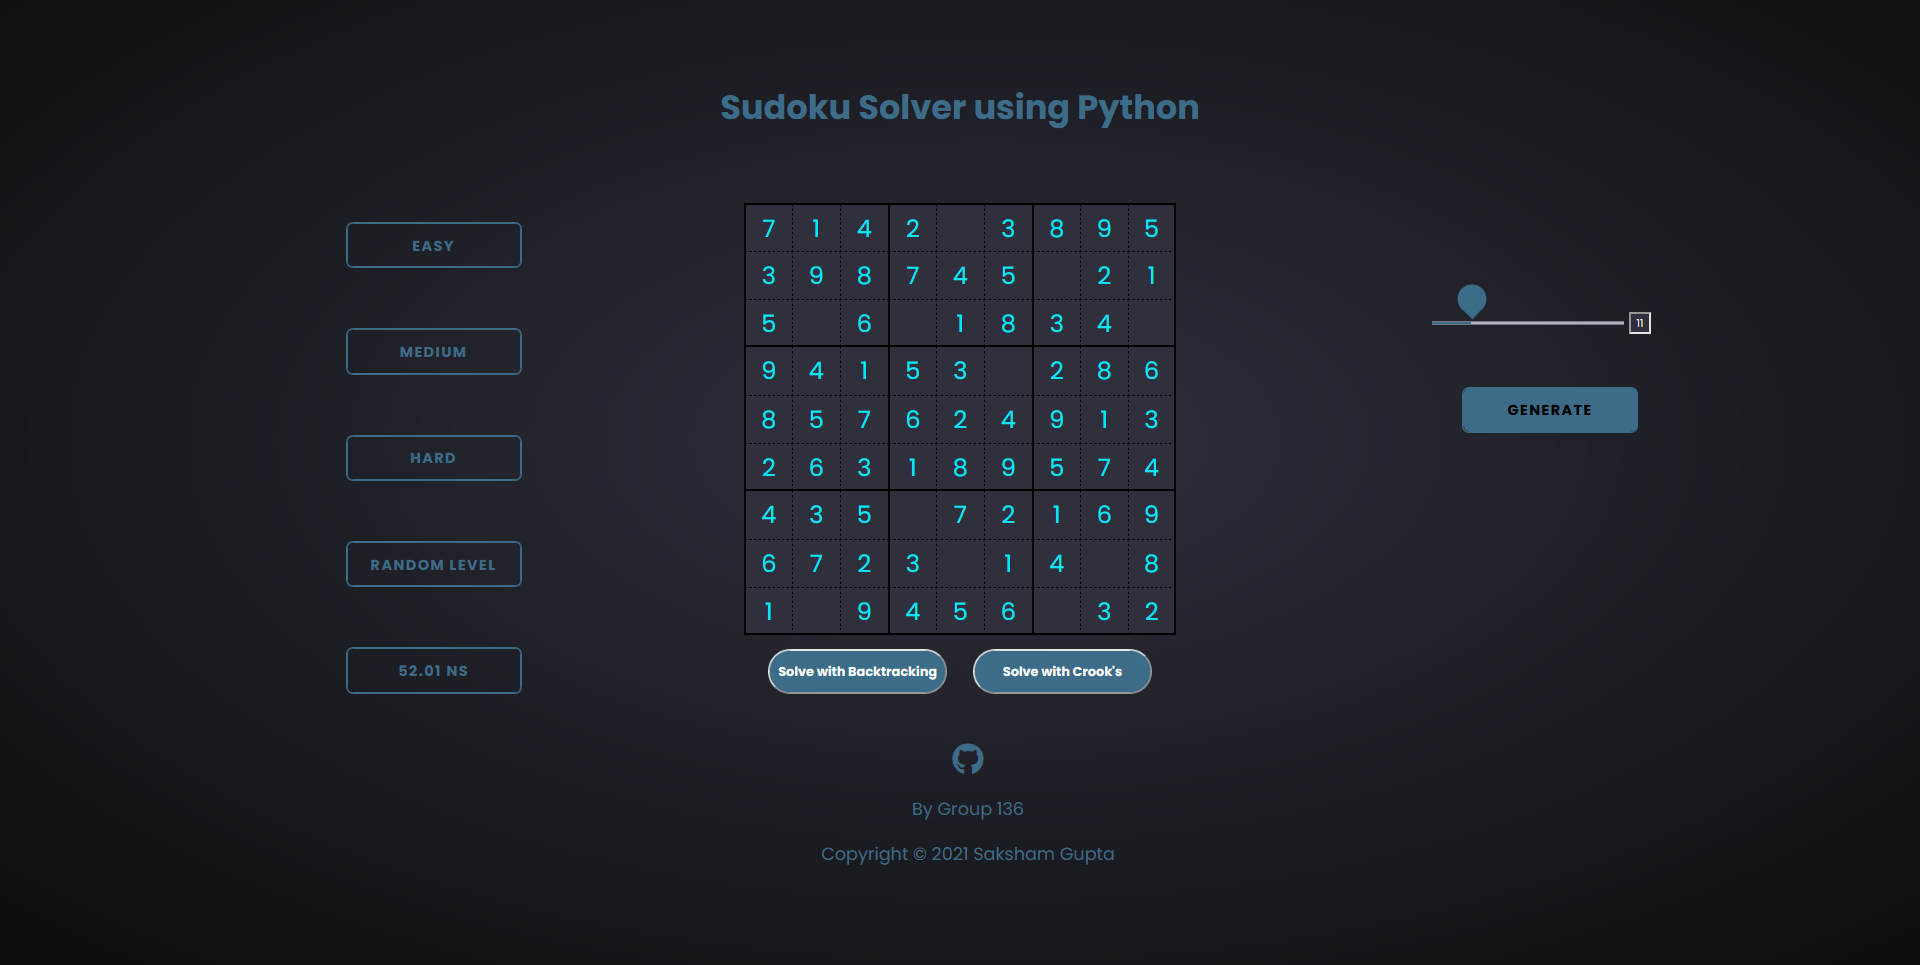 Sudoku Solver using Python
EASY
MEDIUM
HARD
RANDOM LEVEL
52.01 NS
7 1 4 2 3 8 9 5
3 9 8 7 4 5 2 1
5 6 1 8 3 4
9 4 1 5 3 2 8 6
8 5 7 6 2 4 9 1 3
2 6 3 1 8 9 5 7 4
4 3 5 7 2 1 6 9
6 7 2 3 1 4 8
1 9 4 5 6 3 2
Solve with Backtracking
Solve with Crook's
11
GENERATE
By Group 136
Copyright © 2021 Saksham Gupta